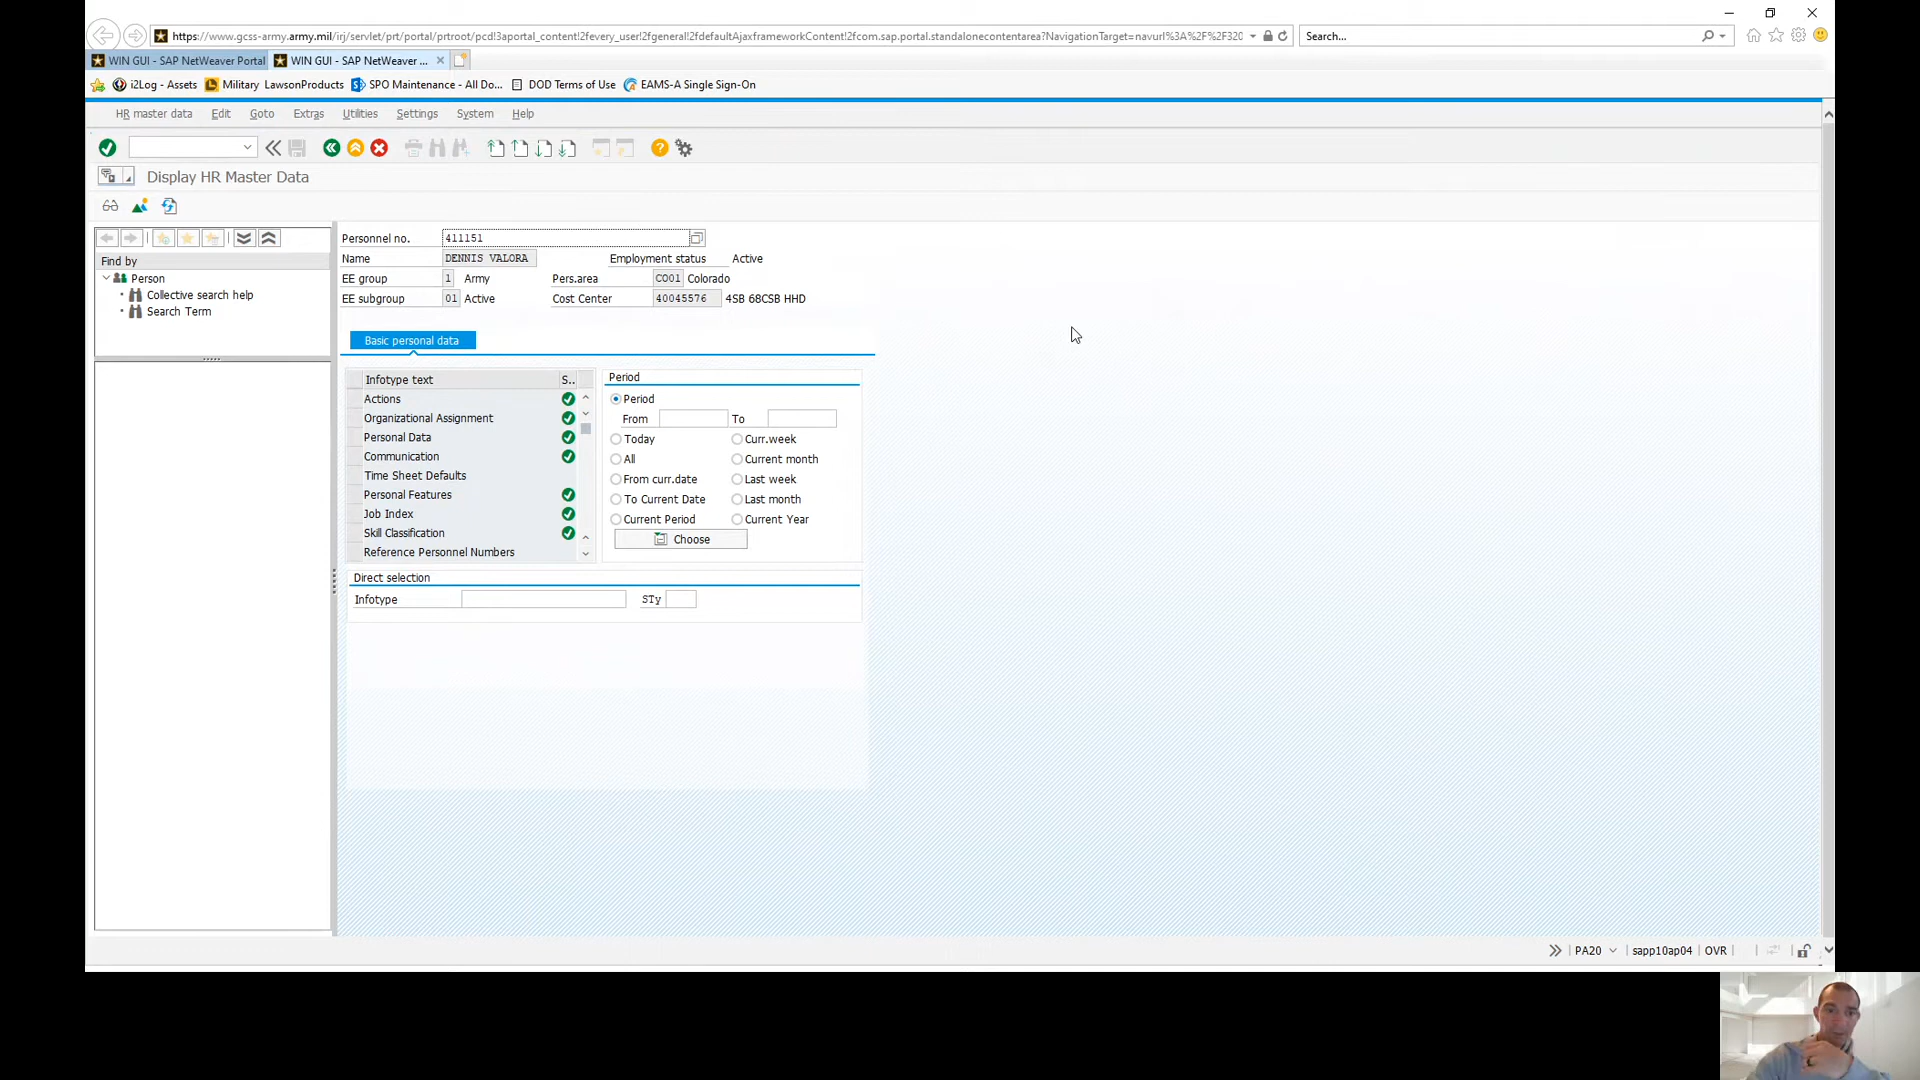 https://www.gcss-army.army.mil/irj/servlet/prt/portal/prtroot/pcd!3aportal_content!2fevery_user!2fgeneral!2fdefaultAjaxframeworkContent!2fcom.sap.portal.standalonecontentarea?NavigationTarget=navurl%3A%2F%2F320 Search...
WIN GUI - SAP NetWeaver Portal WIN GUI - SAP NetWeaver ...
i2Log - Assets Military LawsonProducts SPO Maintenance - All Do... DOD Terms of Use EAMS-A Single Sign-On
HR master data Edit Goto Extras Utilities Settings System Help
Display HR Master Data
Find by
Person
Collective search help
Search Term
Personnel no. 411151
Name DENNIS VALORA Employment status Active
EE group 1 Army Pers.area CO01 Colorado
EE subgroup 01 Active Cost Center 40045576 4SB 68CSB HHD
Basic personal data
Infotype text S..
Actions
Organizational Assignment
Personal Data
Communication
Time Sheet Defaults
Personal Features
Job Index
Skill Classification
Reference Personnel Numbers
Period
Period
From To
Today Curr.week
All Current month
From curr.date Last week
To Current Date Last month
Current Period Current Year
Choose
Direct selection
Infotype STy
PA20 sapp10ap04 OVR